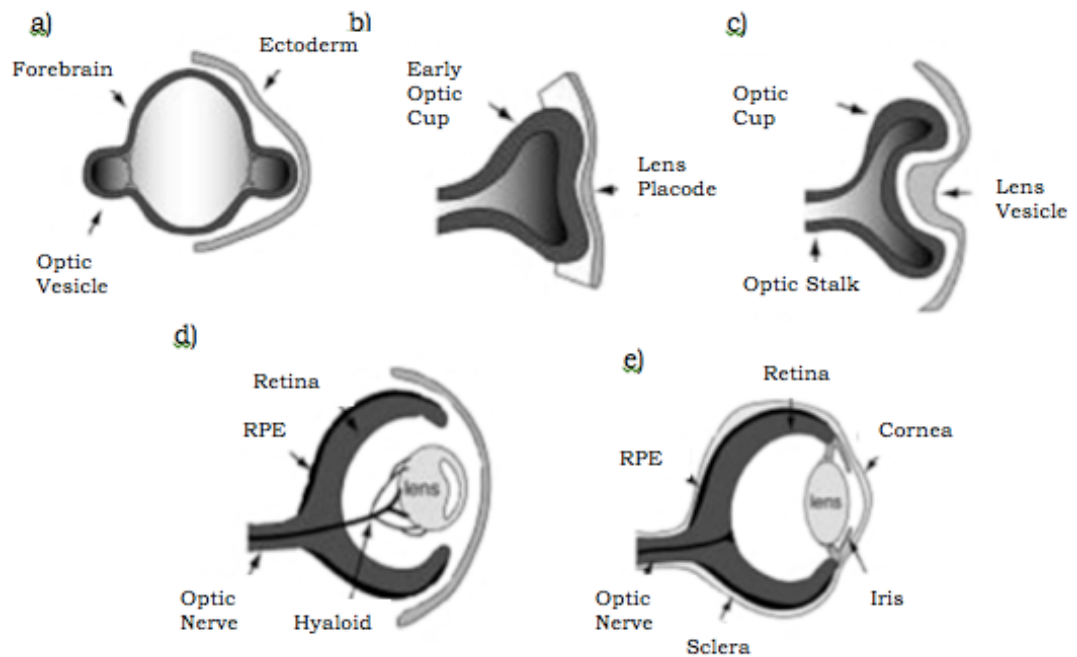 a)
Forebrain
Ectoderm
Optic
Vesicle
b)
Early
Optic
Cup
Lens
Placode
c)
Optic
Cup
Lens
Vesicle
Optic Stalk
d)
Retina
RPE
lens
Optic
Nerve
Hyaloid
e)
Retina
Cornea
RPE
lens
Optic
Nerve
Iris
Sclera